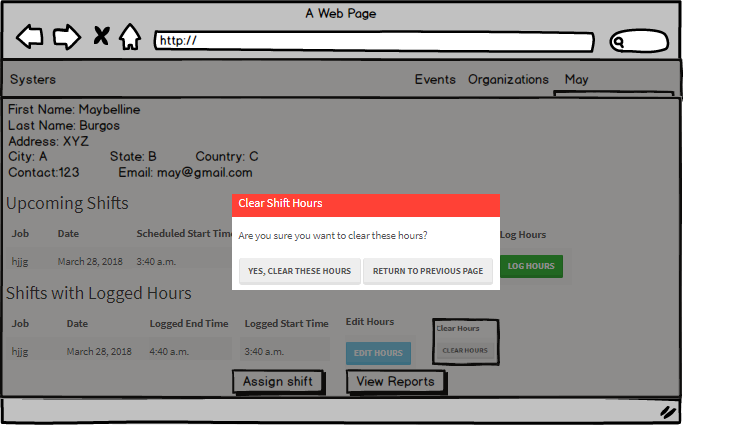 A Web Page
http://
Systers Events Organizations May
First Name: Maybelline
Last Name: Burgos
Address: XYZ
City: A State: B Country: C
Contact:123 Email: may@gmail.com
Upcoming Shifts
Job Date Scheduled Start Time Log Hours
hjjg March 28, 2018 3:40 a.m. LOG HOURS
Clear Shift Hours
Are you sure you want to clear these hours?
YES, CLEAR THESE HOURS RETURN TO PREVIOUS PAGE
Shifts with Logged Hours
Job Date Logged End Time Logged Start Time Edit Hours Clear Hours
hjjg March 28, 2018 4:40 a.m. 3:40 a.m. EDIT HOURS CLEAR HOURS
Assign shift View Reports